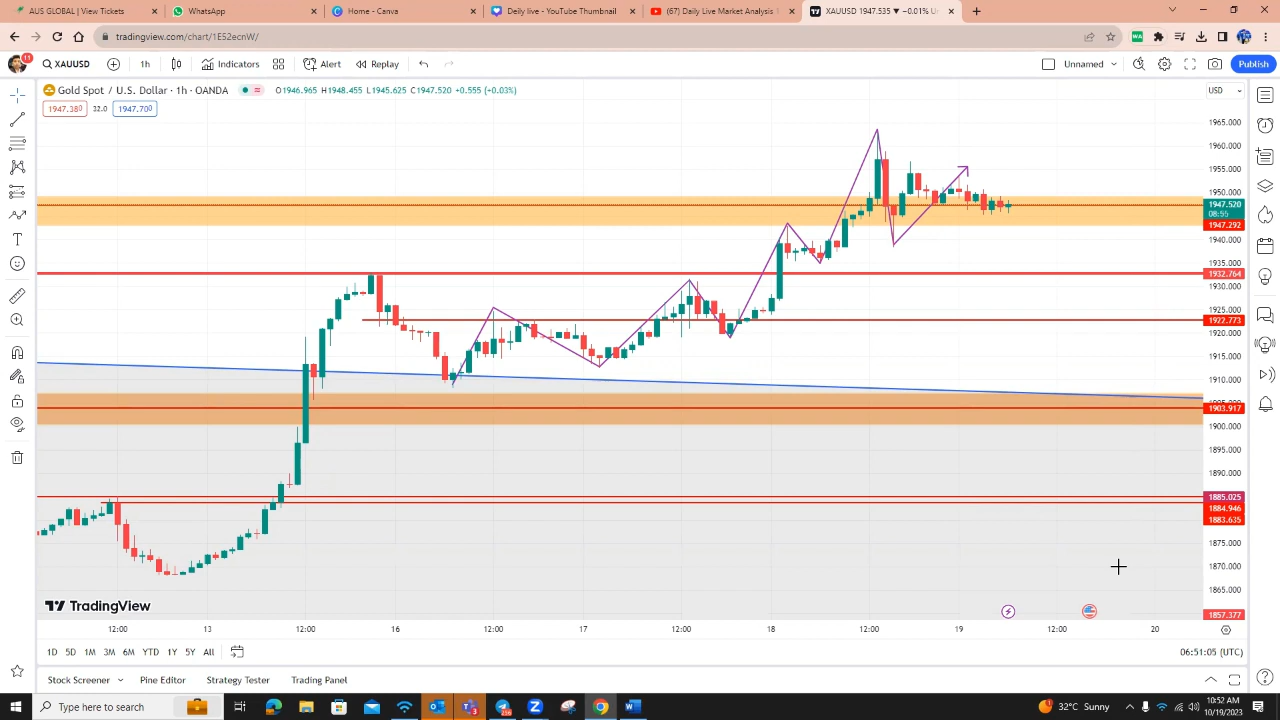 AUS GLOBAL | View Tickets
WhatsApp
Home - Canva
Daily live - YouTube Thumbnail
(67) Daily Live Market Analysis
XAUUSD 1947.535 ▼ −0.01% U
tradingview.com/chart/1E52ecnW/
11
XAUUSD
1h
Indicators
Alert
Replay
Unnamed
Publish
Gold Spot / U.S. Dollar · 1h · OANDA
O1946.965 H1948.455 L1945.625 C1947.520 +0.555 (+0.03%)
USD
1947.380
32.0
1947.700
1965.000
1960.000
1955.000
1950.000
1947.520
08:55
1947.292
1940.000
1935.000
1932.764
1930.000
1925.000
1922.773
1920.000
1915.000
1910.000
1905.000
1903.917
1900.000
1895.000
1890.000
1885.025
1884.946
1883.635
1875.000
1870.000
1865.000
1857.377
TradingView
12:00 13 12:00 16 12:00 17 12:00 18 12:00 19 12:00 20
1D 5D 1M 3M 6M YTD 1Y 5Y All
06:51:05 (UTC)
Stock Screener
Pine Editor
Strategy Tester
Trading Panel
Type here to search
32°C Sunny
10:52 AM
10/19/2023